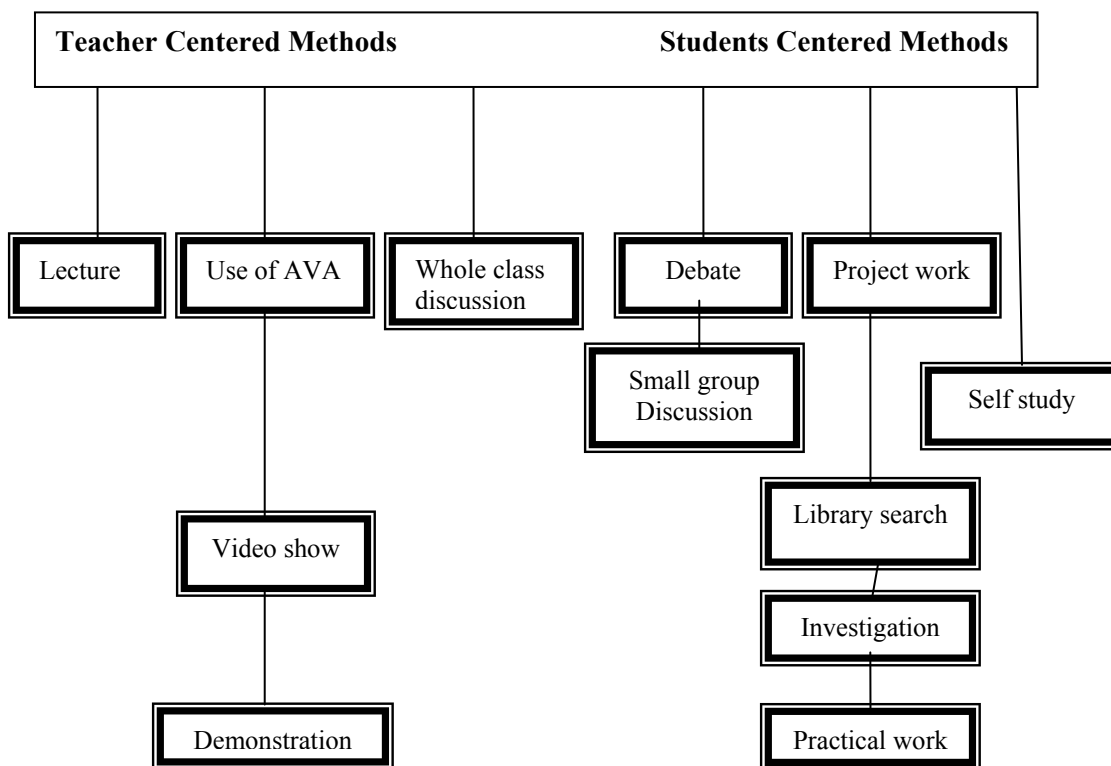 Teacher Centered Methods Students Centered Methods
Lecture
Use of AVA
Whole class
discussion
Debate
Project work
Small group
Discussion
Self study
Library search
Video show
Investigation
Demonstration
Practical work